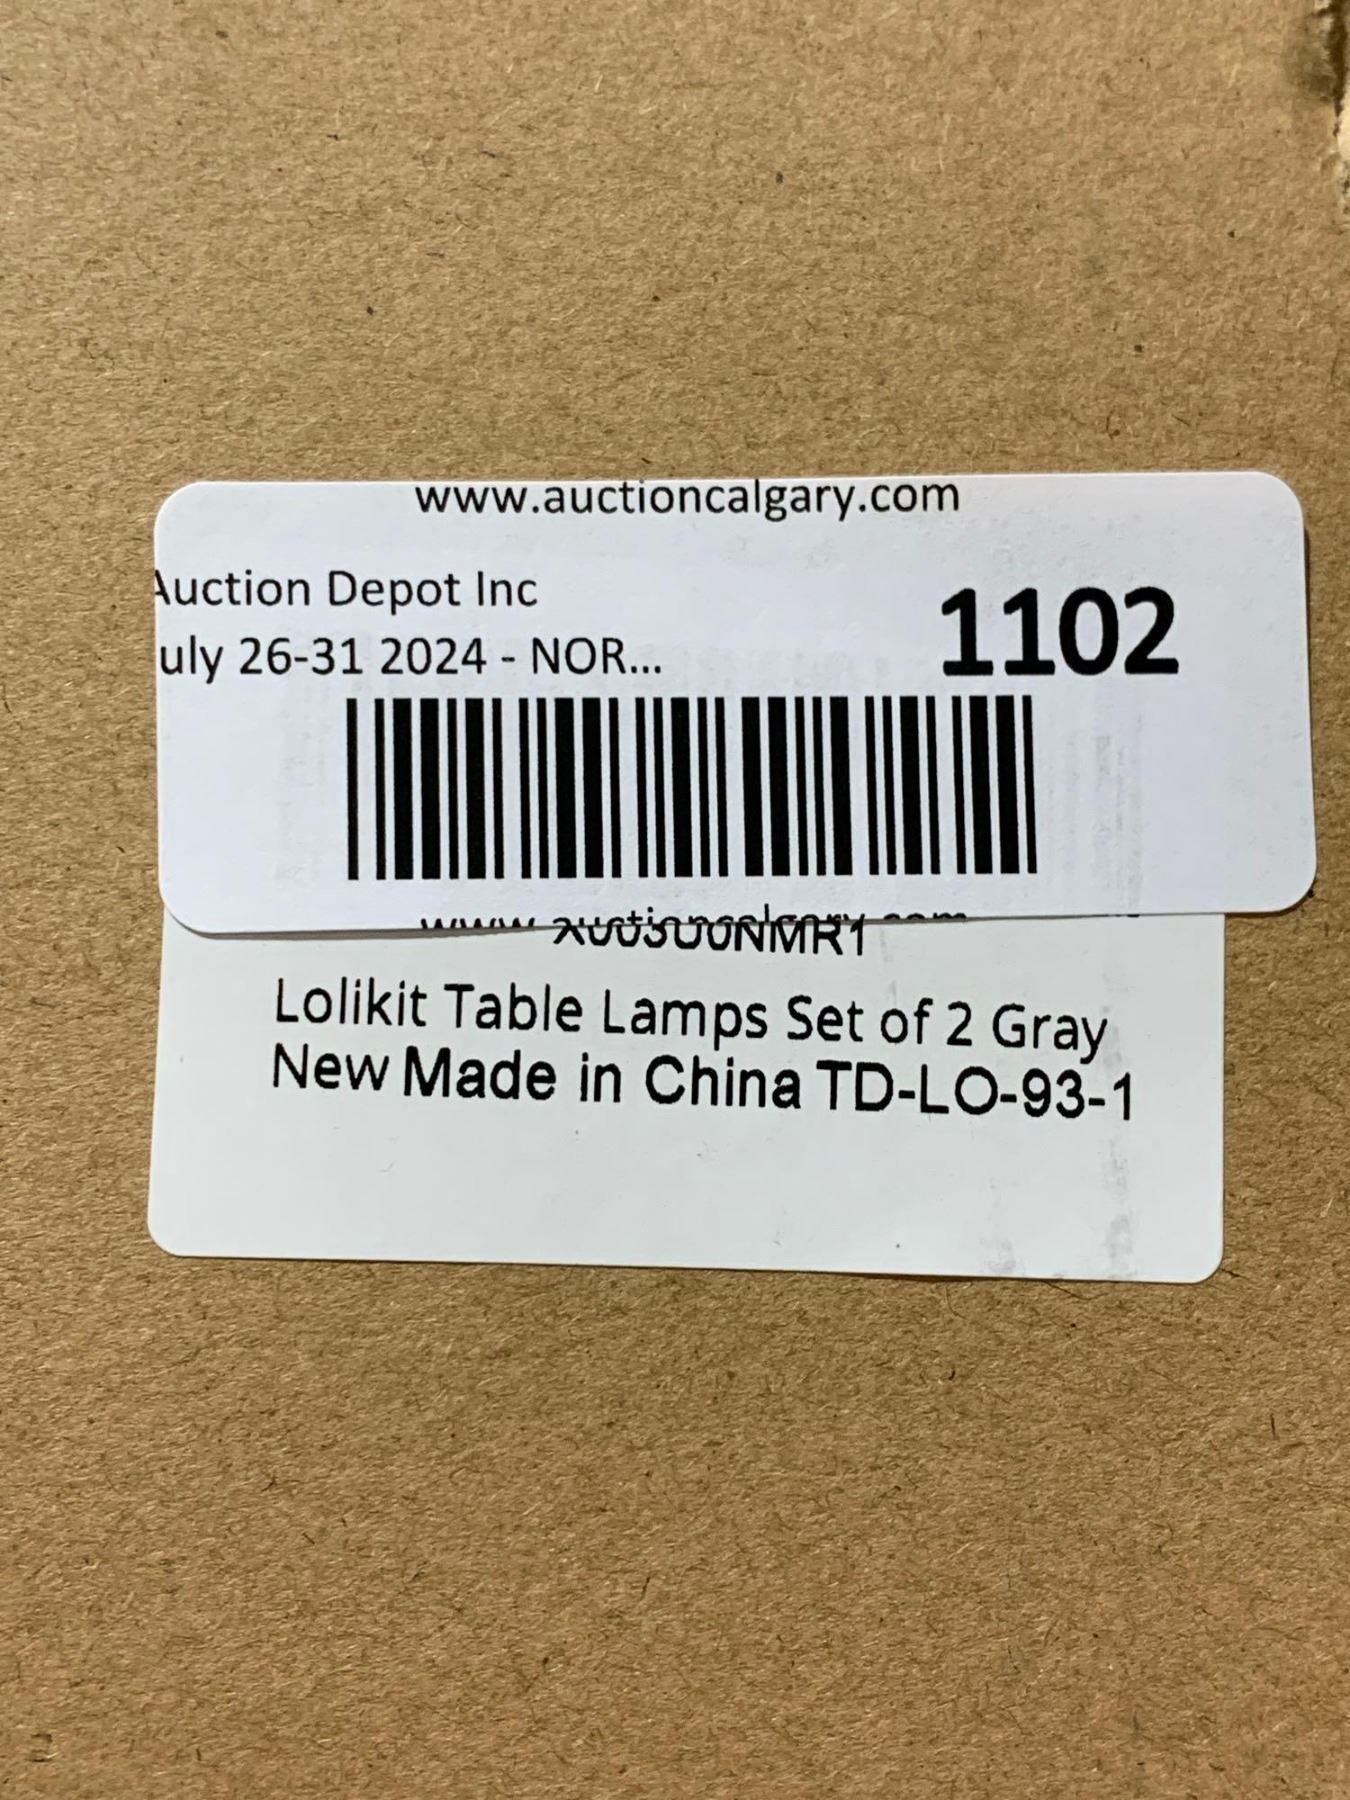 www.auctioncalgary.com
Auction Depot Inc
uly 26-31 2024 - NOR...
1102
Lolikit Table Lamps Set of 2 Gray
New Made in China TD-LO-93-1